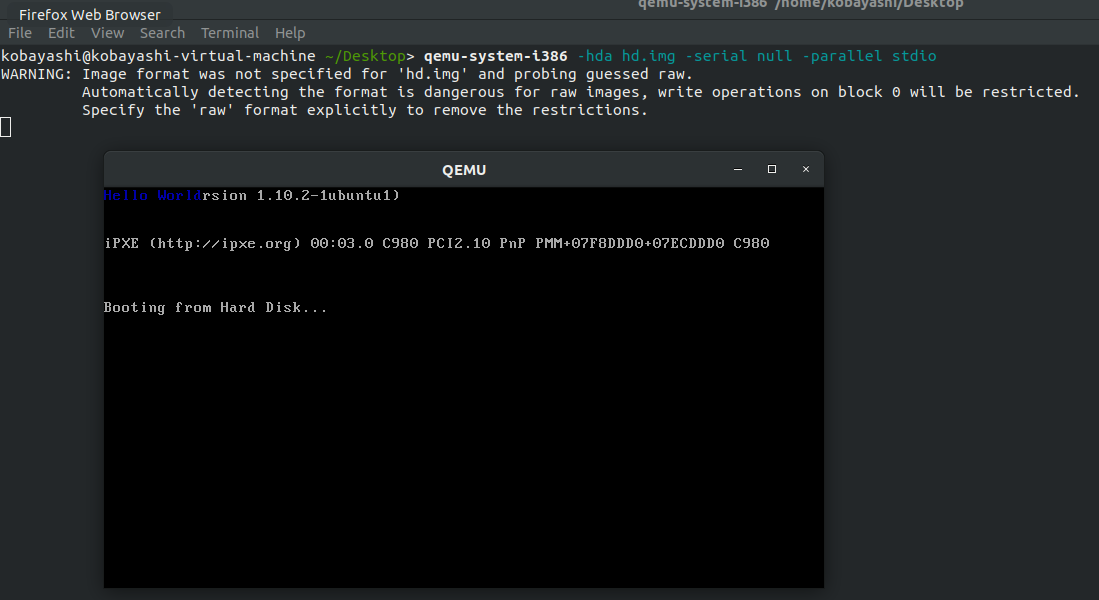 qemu-system-i386 /home/kobayashi/Desktop
Firefox Web Browser
File Edit View Search Terminal Help
kobayashi@kobayashi-virtual-machine ~/Desktop> qemu-system-i386 -hda hd.img -serial null -parallel stdio
WARNING: Image format was not specified for 'hd.img' and probing guessed raw.
Automatically detecting the format is dangerous for raw images, write operations on block 0 will be restricted.
Specify the 'raw' format explicitly to remove the restrictions.
QEMU
Hello Worldrsion 1.10.2-1ubuntu1)
iPXE (http://ipxe.org) 00:03.0 C980 PCI2.10 PnP PMM+07F8DDD0+07ECDDD0 C980
Booting from Hard Disk...